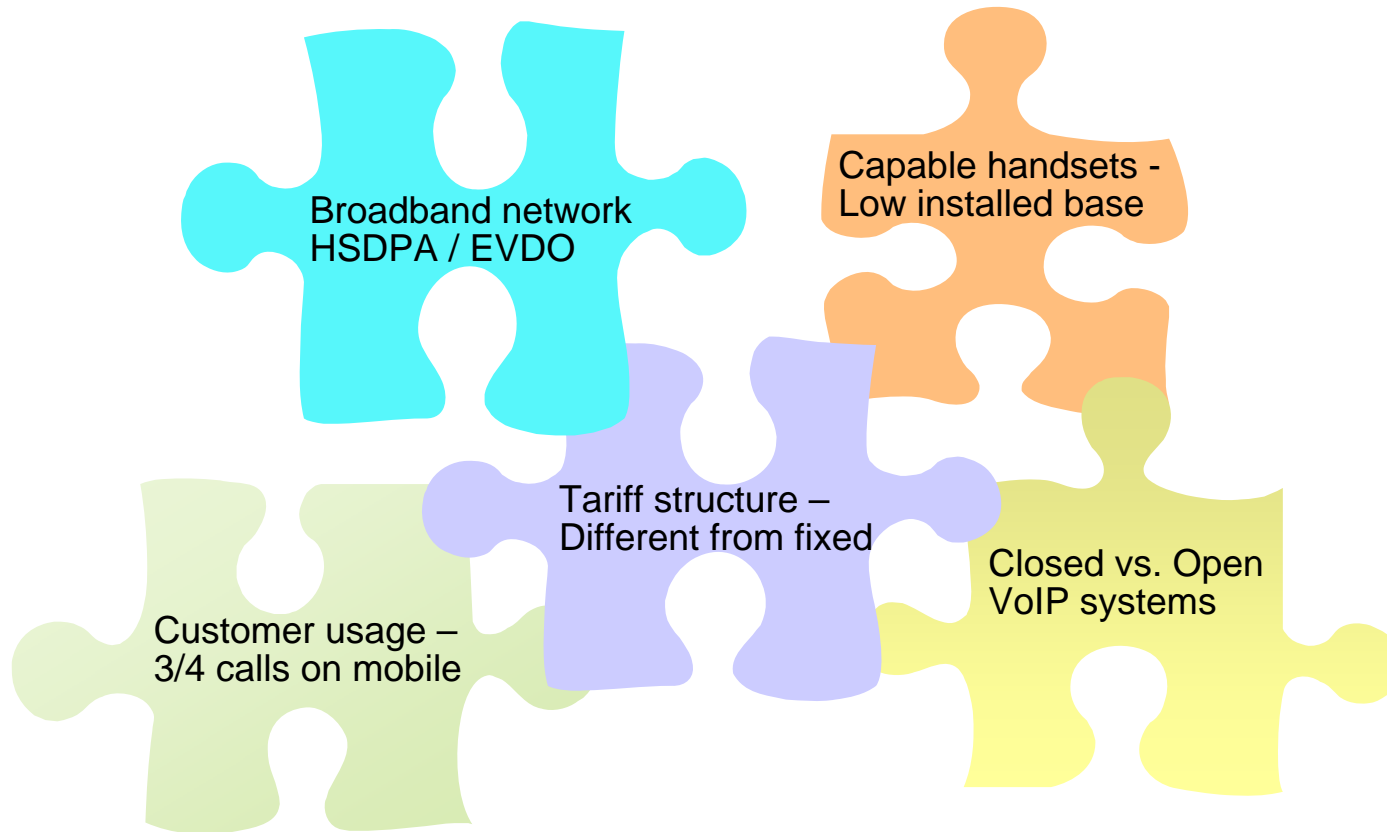 Broadband network
HSDPA / EVDO
Capable handsets -
Low installed base
Tariff structure –
Different from fixed
Closed vs. Open
VoIP systems
Customer usage –
3/4 calls on mobile